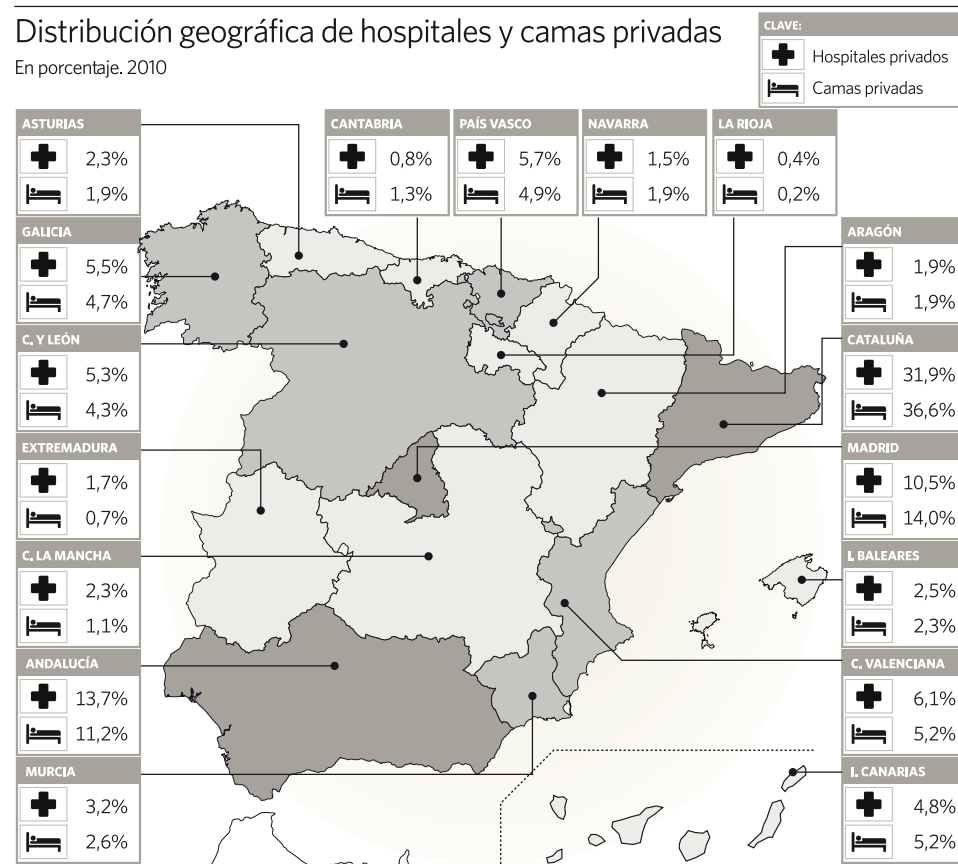 Distribución geográfica de hospitales y camas privadas
En porcentaje. 2010
CLAVE:
Hospitales privados
Camas privadas
ASTURIAS
2,3%
1,9%
CANTABRIA
0,8%
1,3%
PAÍS VASCO
5,7%
4,9%
NAVARRA
1,5%
1,9%
LA RIOJA
0,4%
0,2%
GALICIA
5,5%
4,7%
ARAGÓN
1,9%
1,9%
C. Y LEÓN
5,3%
4,3%
CATALUÑA
31,9%
36,6%
EXTREMADURA
1,7%
0,7%
MADRID
10,5%
14,0%
C. LA MANCHA
2,3%
1,1%
I. BALEARES
2,5%
2,3%
ANDALUCÍA
13,7%
11,2%
C. VALENCIANA
6,1%
5,2%
MURCIA
3,2%
2,6%
I. CANARIAS
4,8%
5,2%